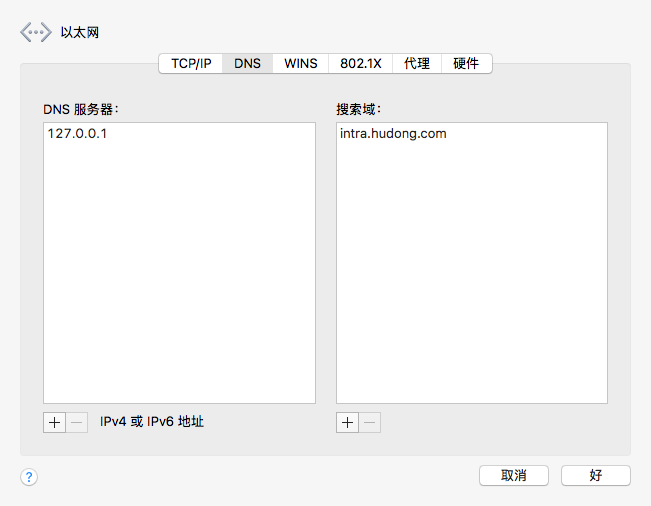 以太网
TCP/IP DNS WINS 802.1X 代理 硬件
DNS 服务器： 搜索域：
127.0.0.1 intra.hudong.com
+ − IPv4 或 IPv6 地址 + −
? 取消 好